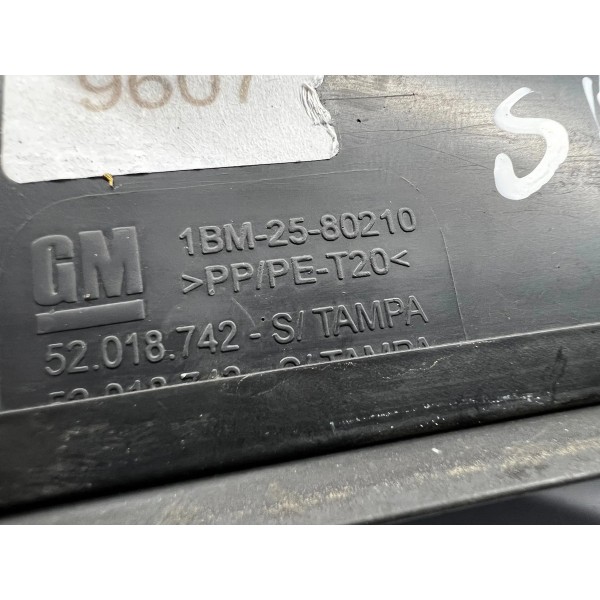 9607
S
GM
1BM-25-80210
>PP/PE-T20<
52.018.742 - S/ TAMPA